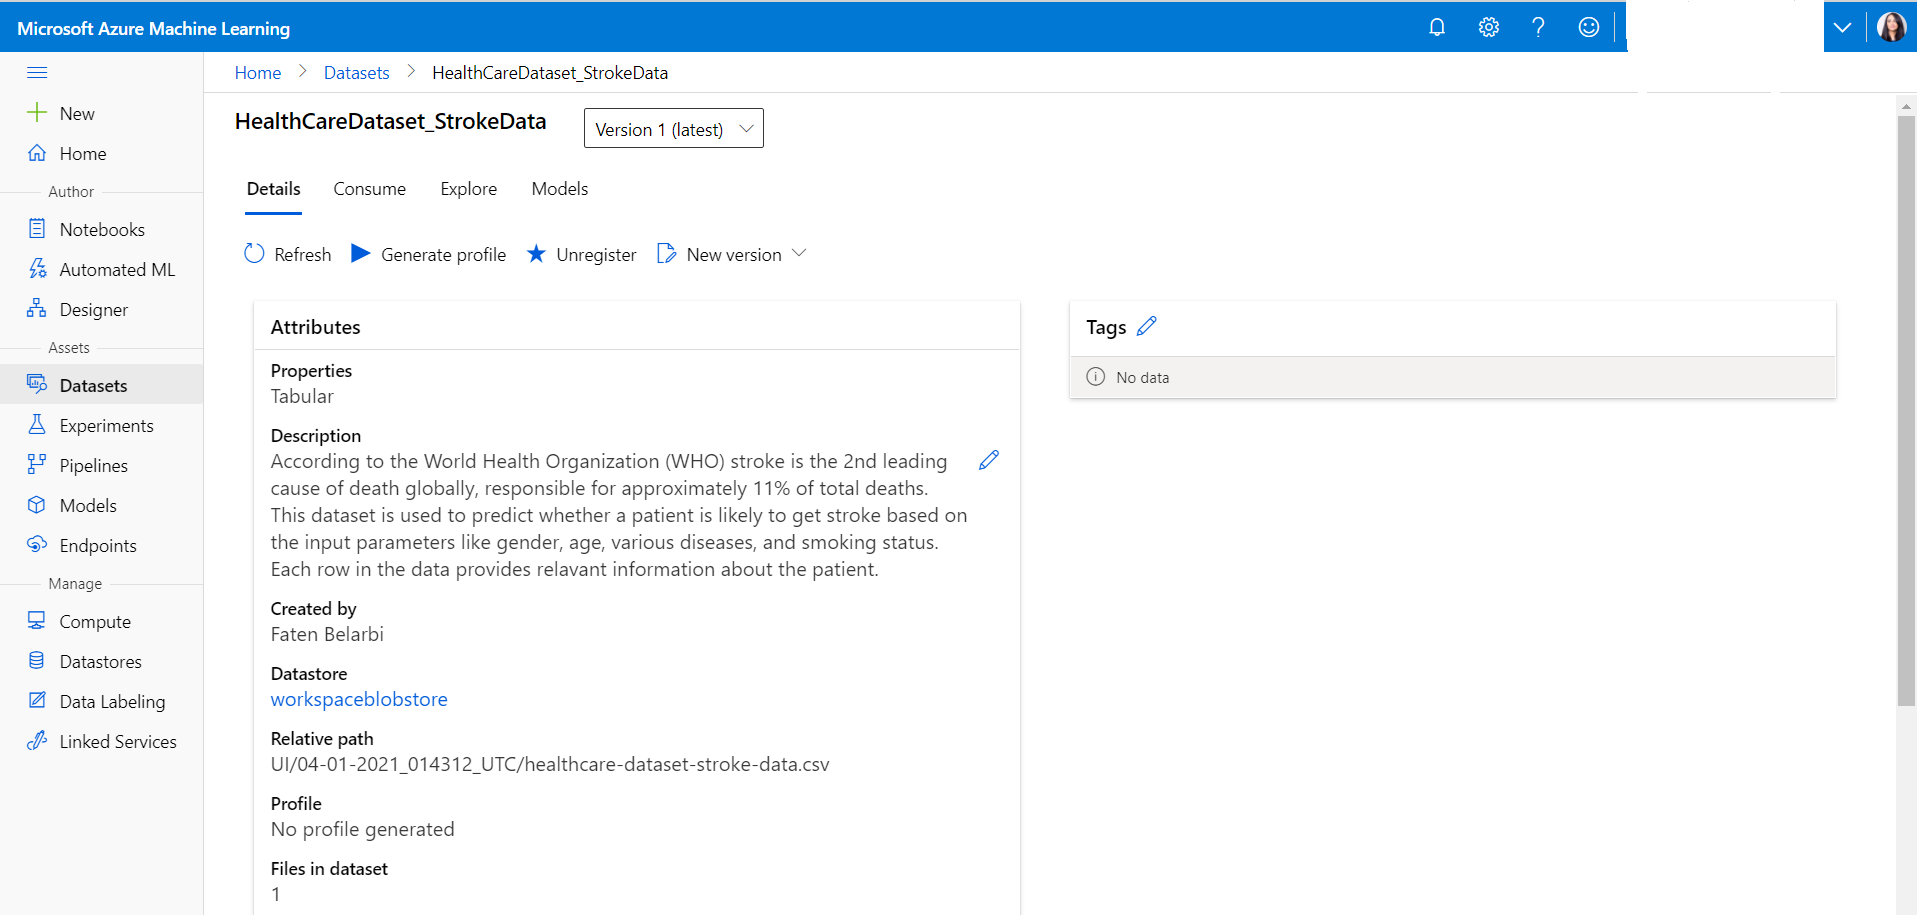 Microsoft Azure Machine Learning
Home > Datasets > HealthCareDataset_StrokeData
New
Home
Author
Notebooks
Automated ML
Designer
Assets
Datasets
Experiments
Pipelines
Models
Endpoints
Manage
Compute
Datastores
Data Labeling
Linked Services
HealthCareDataset_StrokeData
Version 1 (latest)
Details Consume Explore Models
Refresh Generate profile Unregister New version
Attributes
Properties
Tabular
Description
According to the World Health Organization (WHO) stroke is the 2nd leading
cause of death globally, responsible for approximately 11% of total deaths.
This dataset is used to predict whether a patient is likely to get stroke based on
the input parameters like gender, age, various diseases, and smoking status.
Each row in the data provides relavant information about the patient.
Created by
Faten Belarbi
Datastore
workspaceblobstore
Relative path
UI/04-01-2021_014312_UTC/healthcare-dataset-stroke-data.csv
Profile
No profile generated
Files in dataset
1
Tags
No data